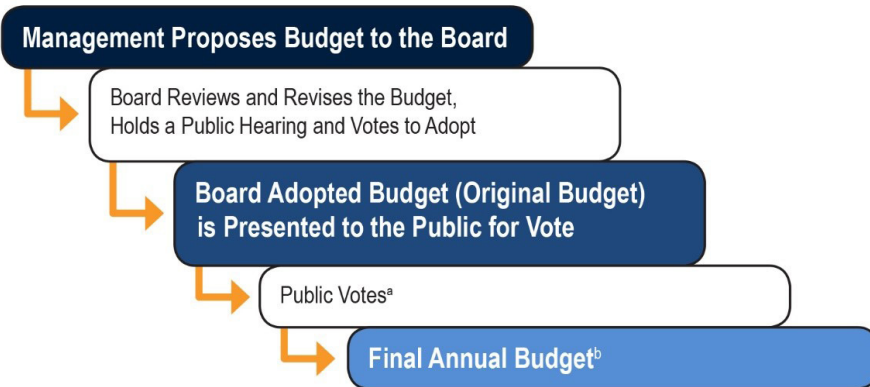 Management Proposes Budget to the Board
Board Reviews and Revises the Budget,
Holds a Public Hearing and Votes to Adopt
Board Adopted Budget (Original Budget)
is Presented to the Public for Vote
Public Votesᵃ
Final Annual Budgetᵇ